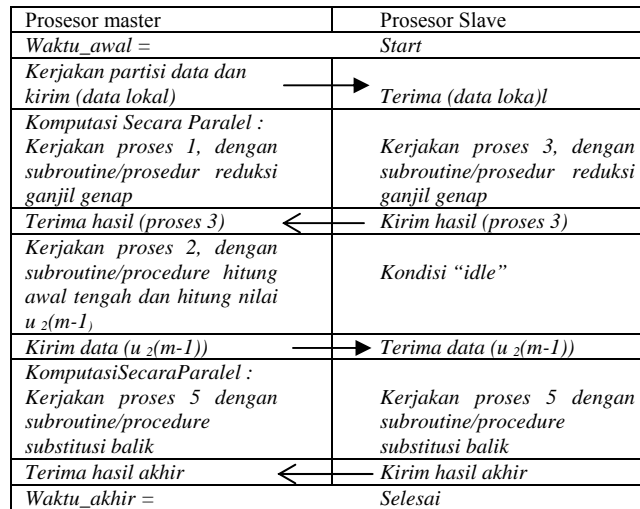 Prosesor master
Prosesor Slave
Waktu_awal =
Start
Kerjakan partisi data dan
kirim (data lokal)
Terima (data loka)l
Komputasi Secara Paralel :
Kerjakan proses 1, dengan
subroutine/prosedur reduksi
ganjil genap
Kerjakan proses 3, dengan
subroutine/prosedur reduksi
ganjil genap
Terima hasil (proses 3)
Kirim hasil (proses 3)
Kerjakan proses 2, dengan
subroutine/procedure hitung
awal tengah dan hitung nilai
u 2(m-1)
Kondisi “idle”
Kirim data (u 2(m-1))
Terima data (u 2(m-1))
KomputasiSecaraParalel :
Kerjakan proses 5 dengan
subroutine/procedure
substitusi balik
Kerjakan proses 5 dengan
subroutine/procedure
substitusi balik
Terima hasil akhir
Kirim hasil akhir
Waktu_akhir =
Selesai